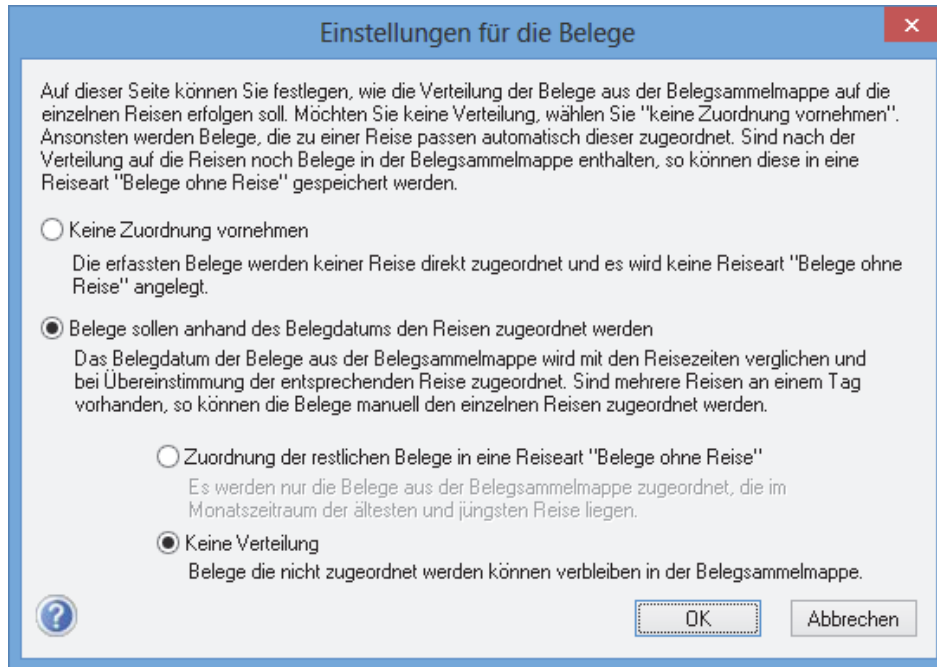 Einstellungen für die Belege
Auf dieser Seite können Sie festlegen, wie die Verteilung der Belege aus der Belegsammelmappe auf die
einzelnen Reisen erfolgen soll. Möchten Sie keine Verteilung, wählen Sie "keine Zuordnung vornehmen".
Ansonsten werden Belege, die zu einer Reise passen automatisch dieser zugeordnet. Sind nach der
Verteilung auf die Reisen noch Belege in der Belegsammelmappe enthalten, so können diese in eine
Reiseart "Belege ohne Reise" gespeichert werden.
Keine Zuordnung vornehmen
Die erfassten Belege werden keiner Reise direkt zugeordnet und es wird keine Reiseart "Belege ohne
Reise" angelegt.
Belege sollen anhand des Belegdatums den Reisen zugeordnet werden
Das Belegdatum der Belege aus der Belegsammelmappe wird mit den Reisezeiten verglichen und
bei Übereinstimmung der entsprechenden Reise zugeordnet. Sind mehrere Reisen an einem Tag
vorhanden, so können die Belege manuell den einzelnen Reisen zugeordnet werden.
Zuordnung der restlichen Belege in eine Reiseart "Belege ohne Reise"
Es werden nur die Belege aus der Belegsammelmappe zugeordnet, die im
Monatszeitraum der ältesten und jüngsten Reise liegen.
Keine Verteilung
Belege die nicht zugeordnet werden können verbleiben in der Belegsammelmappe.
?
OK
Abbrechen